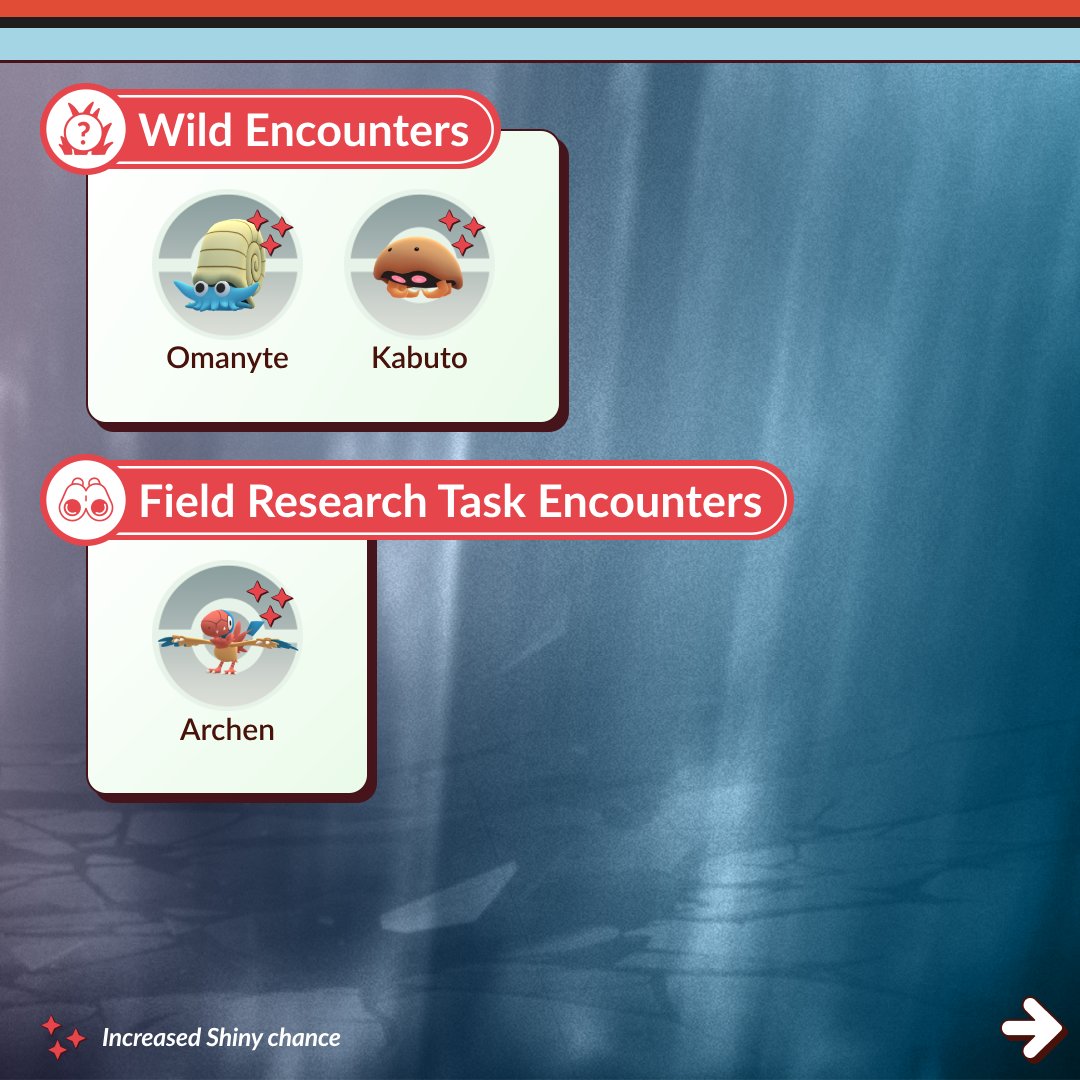 Wild Encounters
Omanyte Kabuto
Field Research Task Encounters
Archen
Increased Shiny chance